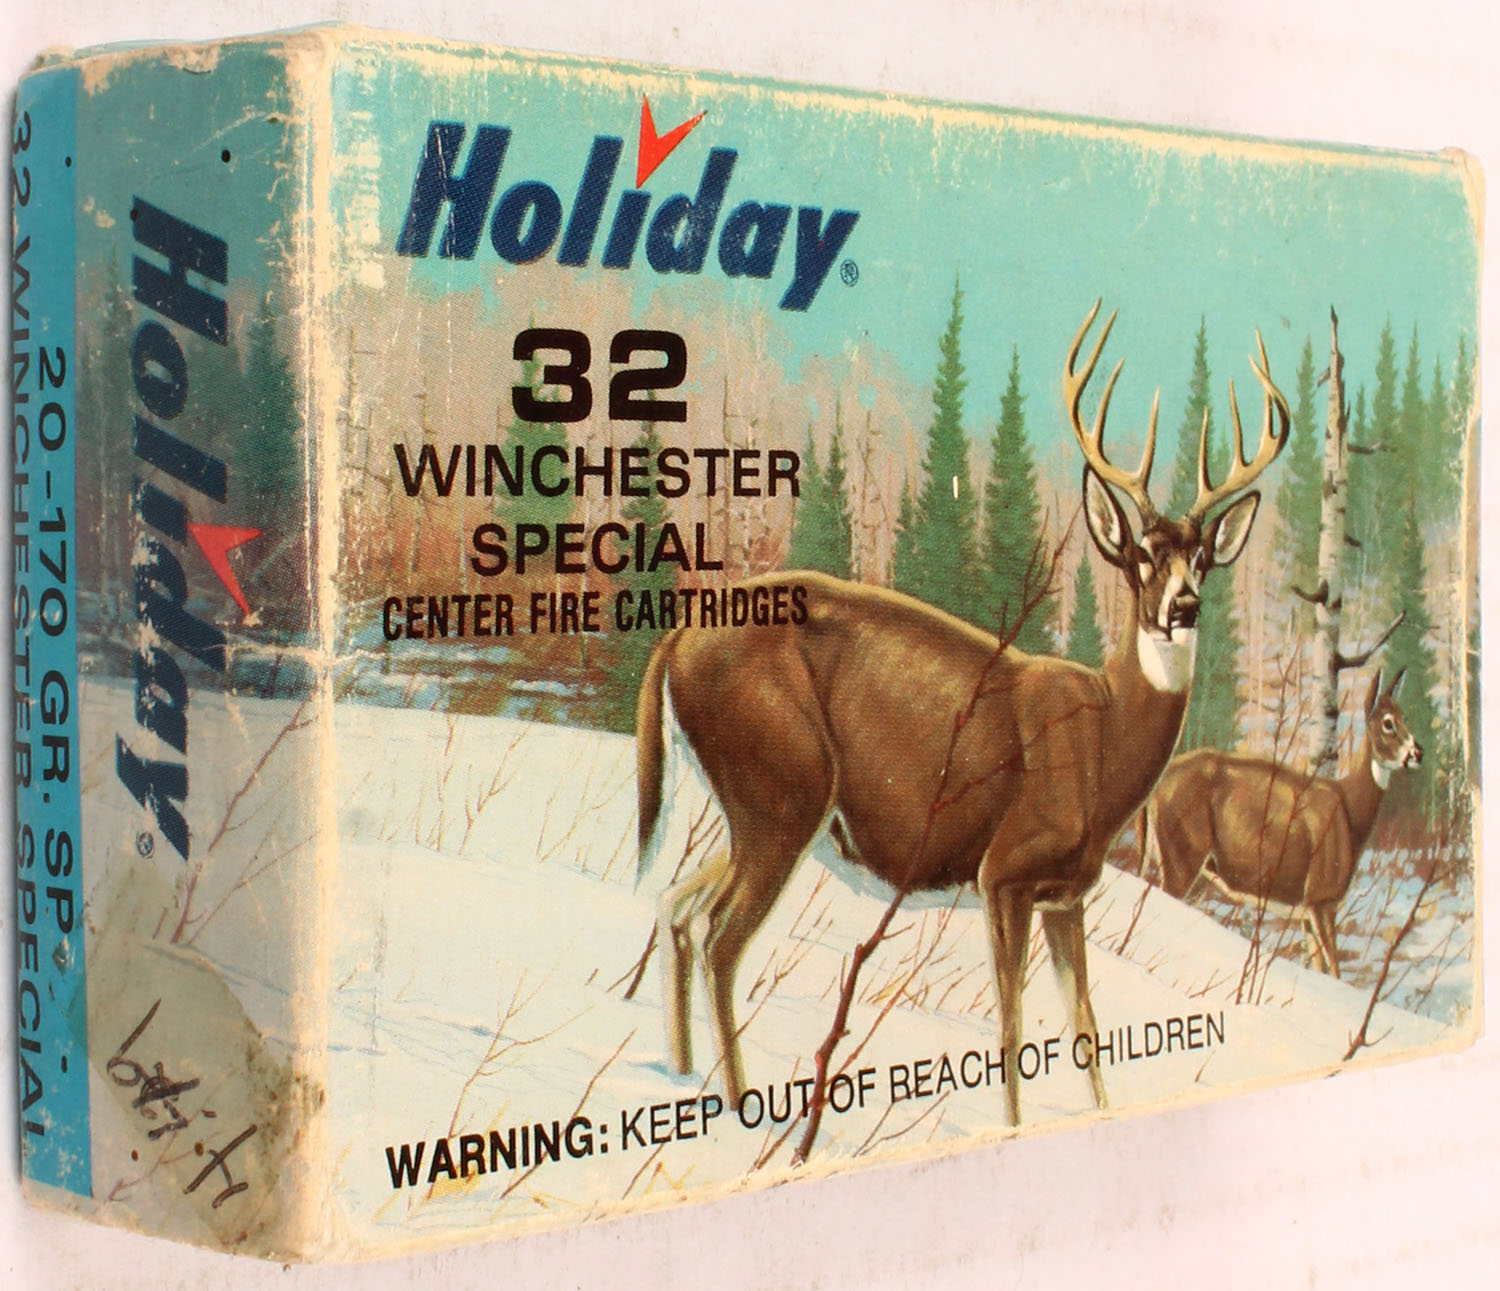 Holiday®
32
WINCHESTER
SPECIAL
CENTER FIRE CARTRIDGES
WARNING: KEEP OUT OF REACH OF CHILDREN
Holiday®
20-170 GR. SP
32 WINCHESTER SPECIAL